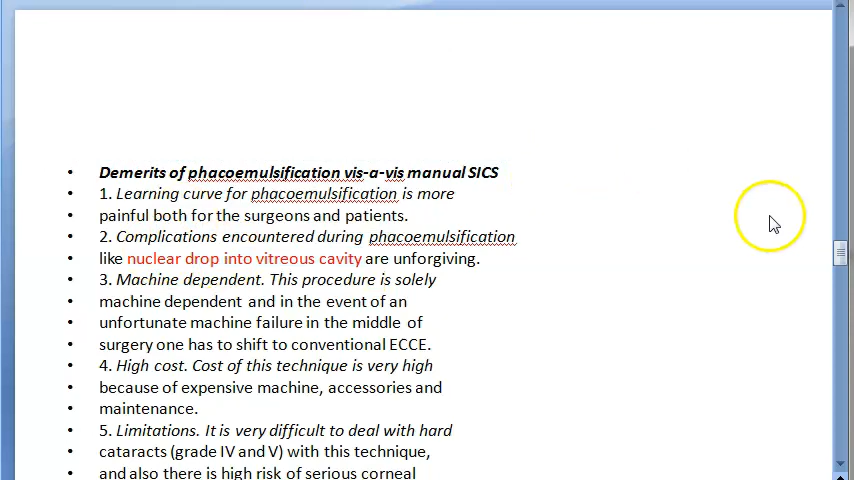 • Demerits of phacoemulsification vis-a-vis manual SICS
• 1. Learning curve for phacoemulsification is more
• painful both for the surgeons and patients.
• 2. Complications encountered during phacoemulsification
• like nuclear drop into vitreous cavity are unforgiving.
• 3. Machine dependent. This procedure is solely
• machine dependent and in the event of an
• unfortunate machine failure in the middle of
• surgery one has to shift to conventional ECCE.
• 4. High cost. Cost of this technique is very high
• because of expensive machine, accessories and
• maintenance.
• 5. Limitations. It is very difficult to deal with hard
• cataracts (grade IV and V) with this technique,
• and also there is high risk of serious corneal